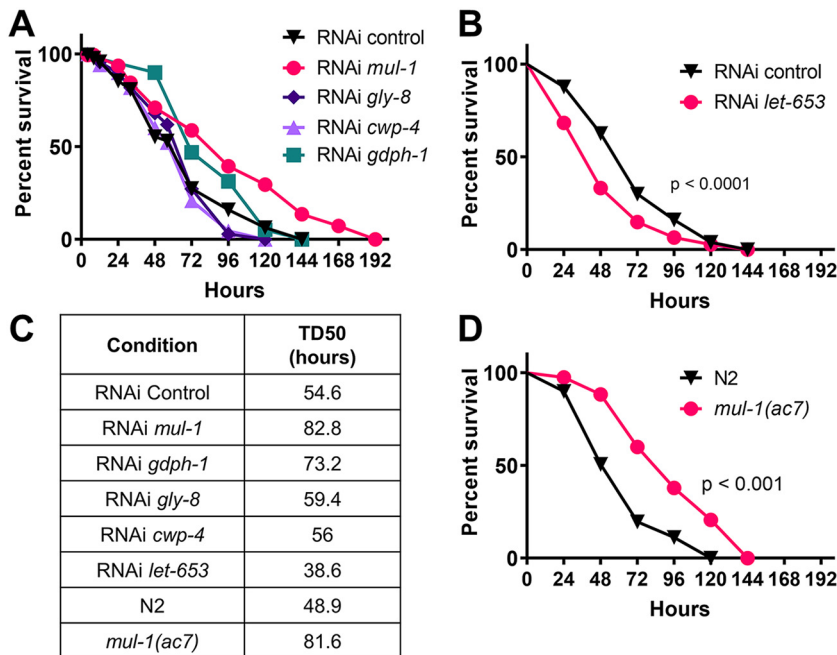 A
RNAi control
RNAi mul-1
RNAi gly-8
RNAi cwp-4
RNAi gdph-1
Percent survival
100
50
0
0 24 48 72 96 120 144 168 192
Hours
B
RNAi control
RNAi let-653
p < 0.0001
Percent survival
100
50
0
0 24 48 72 96 120 144 168 192
Hours
C
Condition TD50 (hours)
RNAi Control 54.6
RNAi mul-1 82.8
RNAi gdph-1 73.2
RNAi gly-8 59.4
RNAi cwp-4 56
RNAi let-653 38.6
N2 48.9
mul-1(ac7) 81.6
D
N2
mul-1(ac7)
p < 0.001
Percent survival
100
50
0
0 24 48 72 96 120 144 168 192
Hours